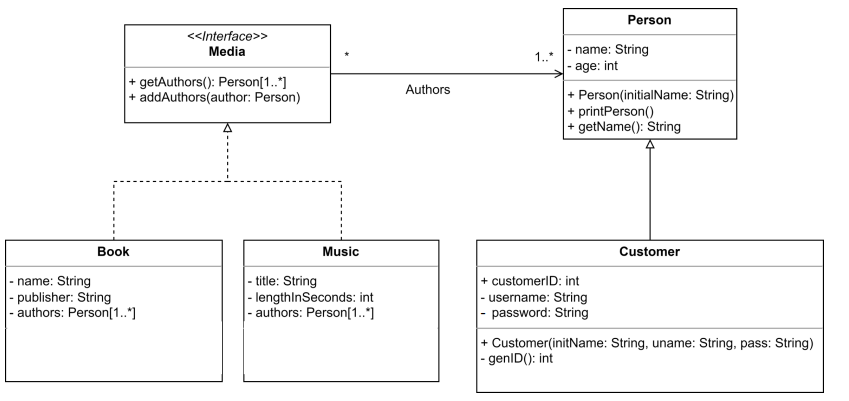 <<Interface>>
Media
+ getAuthors(): Person[1..*]
+ addAuthors(author: Person)
*
1..*
Authors
Person
- name: String
- age: int
+ Person(initialName: String)
+ printPerson()
+ getName(): String
Book
- name: String
- publisher: String
- authors: Person[1..*]
Music
- title: String
- lengthInSeconds: int
- authors: Person[1..*]
Customer
+ customerID: int
- username: String
- password: String
+ Customer(initName: String, uname: String, pass: String)
- genID(): int